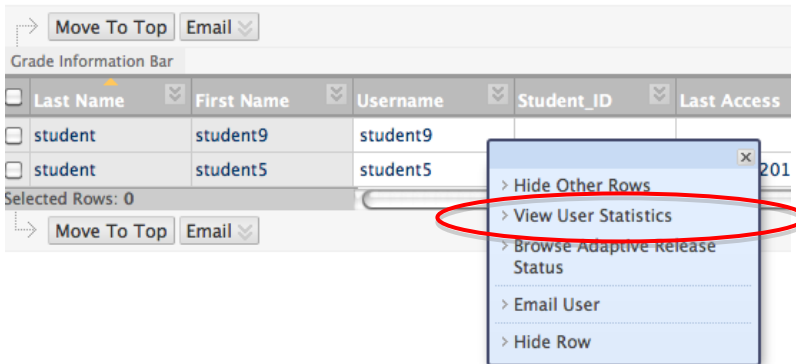 Move To Top Email
Grade Information Bar
Last Name First Name Username Student_ID Last Access
student student9 student9
student student5 student5 201
Selected Rows: 0
Move To Top Email
Hide Other Rows
View User Statistics
Browse Adaptive Release
Status
Email User
Hide Row